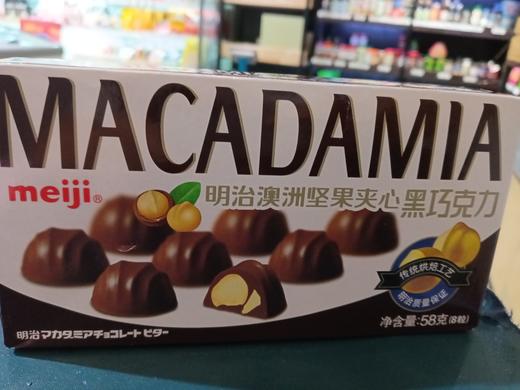 MACADAMIA
meiji®
明治澳洲坚果夹心黑巧克力
传统烘焙工艺
明治质量保证
净含量:58克(8粒)
明治マカダミアチョコレートビター